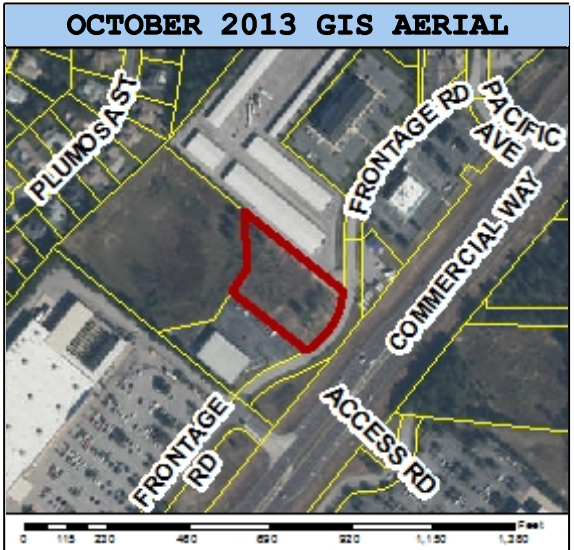 OCTOBER 2013 GIS AERIAL
PLUMOSA ST
FRONTAGE RD
PACIFIC
AVE
COMMERCIAL WAY
ACCESS RD
FRONTAGE
RD
Feet
0 115 230 460 690 920 1,150 1,380